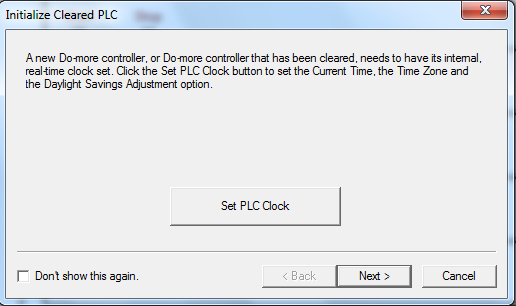 Initialize Cleared PLC
A new Do-more controller, or Do-more controller that has been cleared, needs to have its internal,
real-time clock set. Click the Set PLC Clock button to set the Current Time, the Time Zone and
the Daylight Savings Adjustment option.
Set PLC Clock
Don't show this again.
< Back
Next >
Cancel